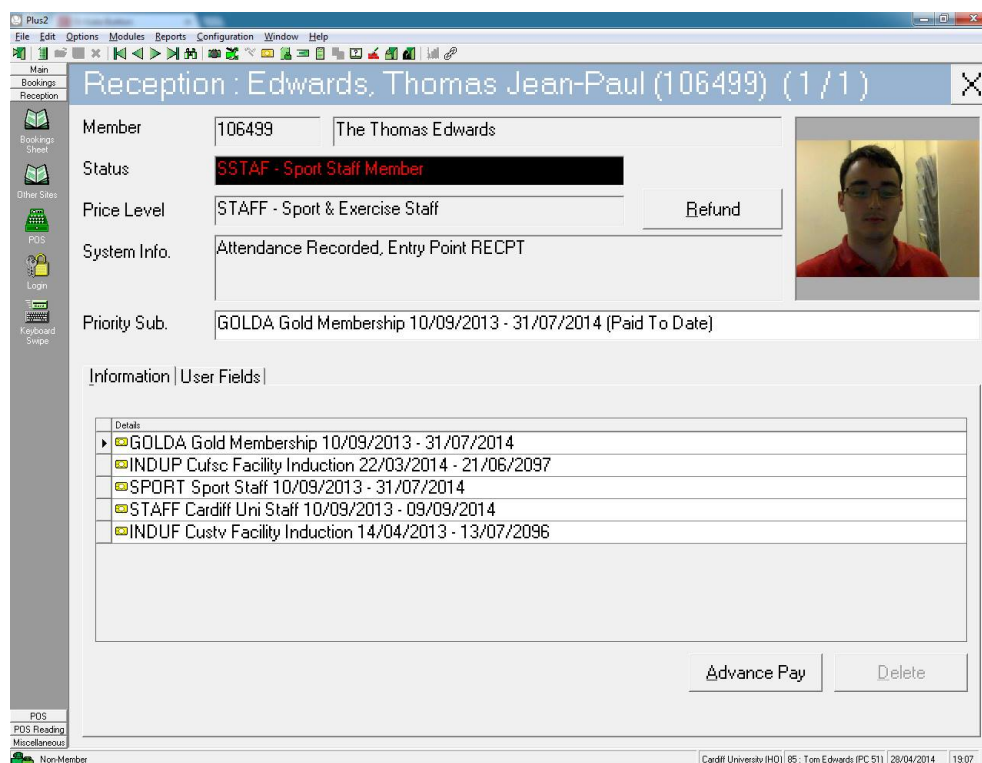 Plus2
File Edit Options Modules Reports Configuration Window Help
Main
Bookings
Reception
Reception : Edwards, Thomas Jean-Paul (106499) ( 1 / 1 )
Bookings Sheet
Other Sites
POS
Login
Keyboard Swipe
Member 106499 The Thomas Edwards
Status SSTAF - Sport Staff Member
Price Level STAFF - Sport & Exercise Staff Refund
System Info. Attendance Recorded, Entry Point RECPT
Priority Sub. GOLDA Gold Membership 10/09/2013 - 31/07/2014 (Paid To Date)
Information User Fields
Details
GOLDA Gold Membership 10/09/2013 - 31/07/2014
INDUP Cufsc Facility Induction 22/03/2014 - 21/06/2097
SPORT Sport Staff 10/09/2013 - 31/07/2014
STAFF Cardiff Uni Staff 10/09/2013 - 09/09/2014
INDUF Custv Facility Induction 14/04/2013 - 13/07/2096
Advance Pay Delete
POS
POS Reading
Miscellaneous
Non-Member Cardiff University (HO) 85 : Tom Edwards (PC 51) 28/04/2014 19:07